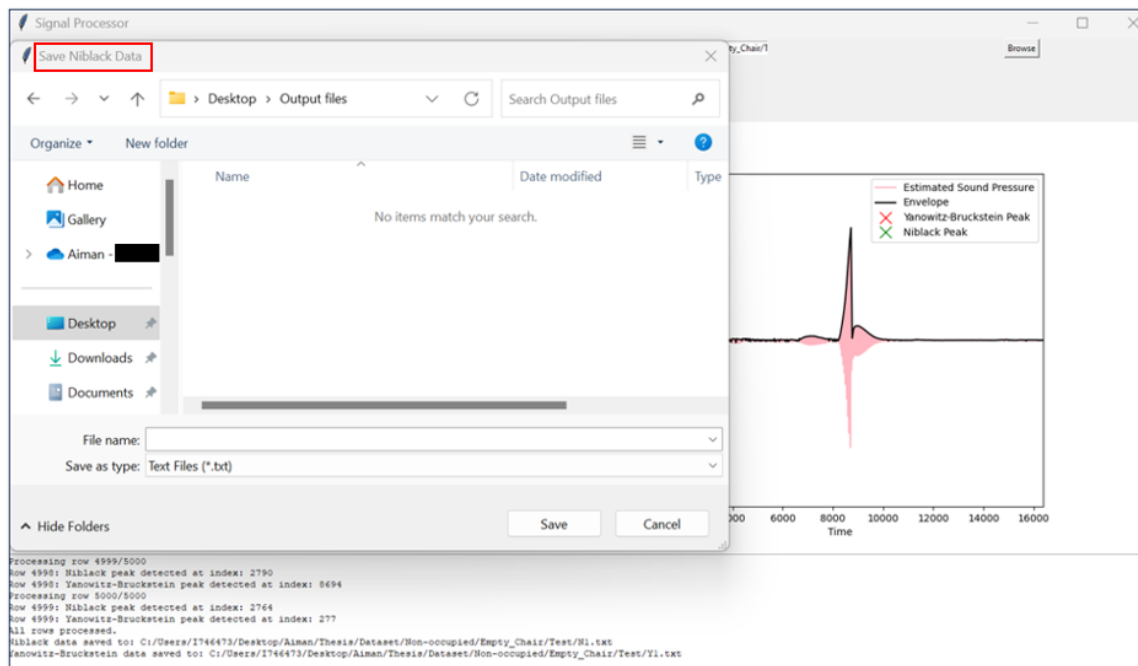 Signal Processor
Save Niblack Data
ty_Chair/1
Browse
Desktop > Output files
Search Output files
Organize
New folder
Name
Date modified
Type
Home
Gallery
Aiman -
No items match your search.
Desktop
Downloads
Documents
File name:
Save as type: Text Files (*.txt)
Hide Folders
Save
Cancel
Estimated Sound Pressure
Envelope
Yanowitz-Bruckstein Peak
Niblack Peak
000 6000 8000 10000 12000 14000 16000
Time
Processing row 4999/5000
Row 4998: Niblack peak detected at index: 2790
Row 4998: Yanowitz-Bruckstein peak detected at index: 8694
Processing row 5000/5000
Row 4999: Niblack peak detected at index: 2764
Row 4999: Yanowitz-Bruckstein peak detected at index: 277
All rows processed.
Niblack data saved to: C:/Users/I746473/Desktop/Aiman/Thesis/Dataset/Non-occupied/Empty_Chair/Test/N1.txt
Yanowitz-Bruckstein data saved to: C:/Users/I746473/Desktop/Aiman/Thesis/Dataset/Non-occupied/Empty_Chair/Test/Y1.txt